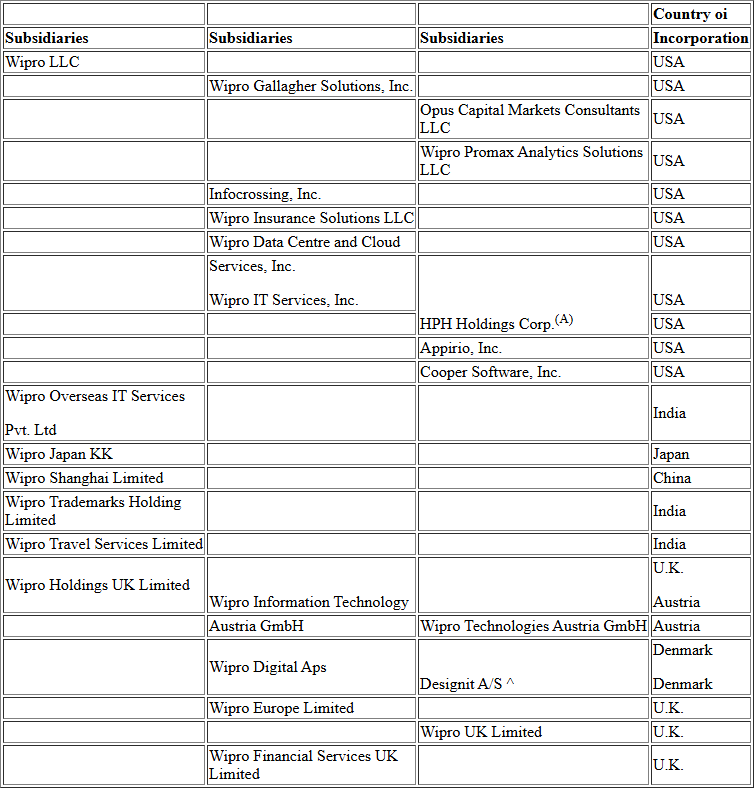 Country oi
Subsidiaries Subsidiaries Subsidiaries Incorporation
Wipro LLC USA
Wipro Gallagher Solutions, Inc. USA
Opus Capital Markets Consultants
LLC USA
Wipro Promax Analytics Solutions
LLC USA
Infocrossing, Inc. USA
Wipro Insurance Solutions LLC USA
Wipro Data Centre and Cloud USA
Services, Inc.
Wipro IT Services, Inc. USA
HPH Holdings Corp.(A) USA
Appirio, Inc. USA
Cooper Software, Inc. USA
Wipro Overseas IT Services
Pvt. Ltd India
Wipro Japan KK Japan
Wipro Shanghai Limited China
Wipro Trademarks Holding
Limited India
Wipro Travel Services Limited India
Wipro Holdings UK Limited U.K.
Wipro Information Technology Austria
Austria GmbH Wipro Technologies Austria GmbH Austria
Wipro Digital Aps Denmark
Designit A/S ^ Denmark
Wipro Europe Limited U.K.
Wipro UK Limited U.K.
Wipro Financial Services UK
Limited U.K.